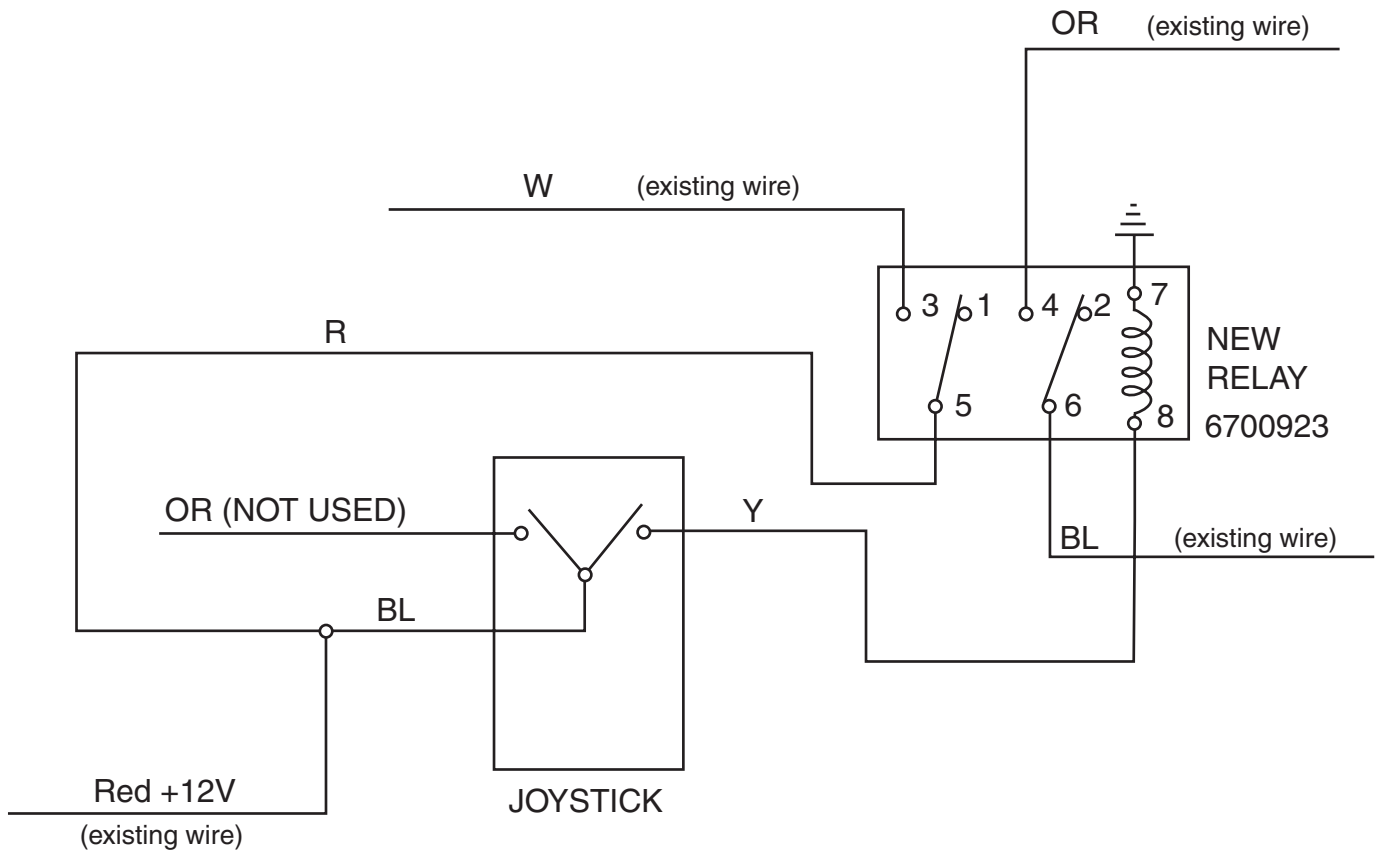 OR (existing wire)
W (existing wire)
3 1 4 2 7
R
NEW
RELAY
5 6 8
6700923
OR (NOT USED)
Y
BL (existing wire)
BL
Red +12V
(existing wire)
JOYSTICK